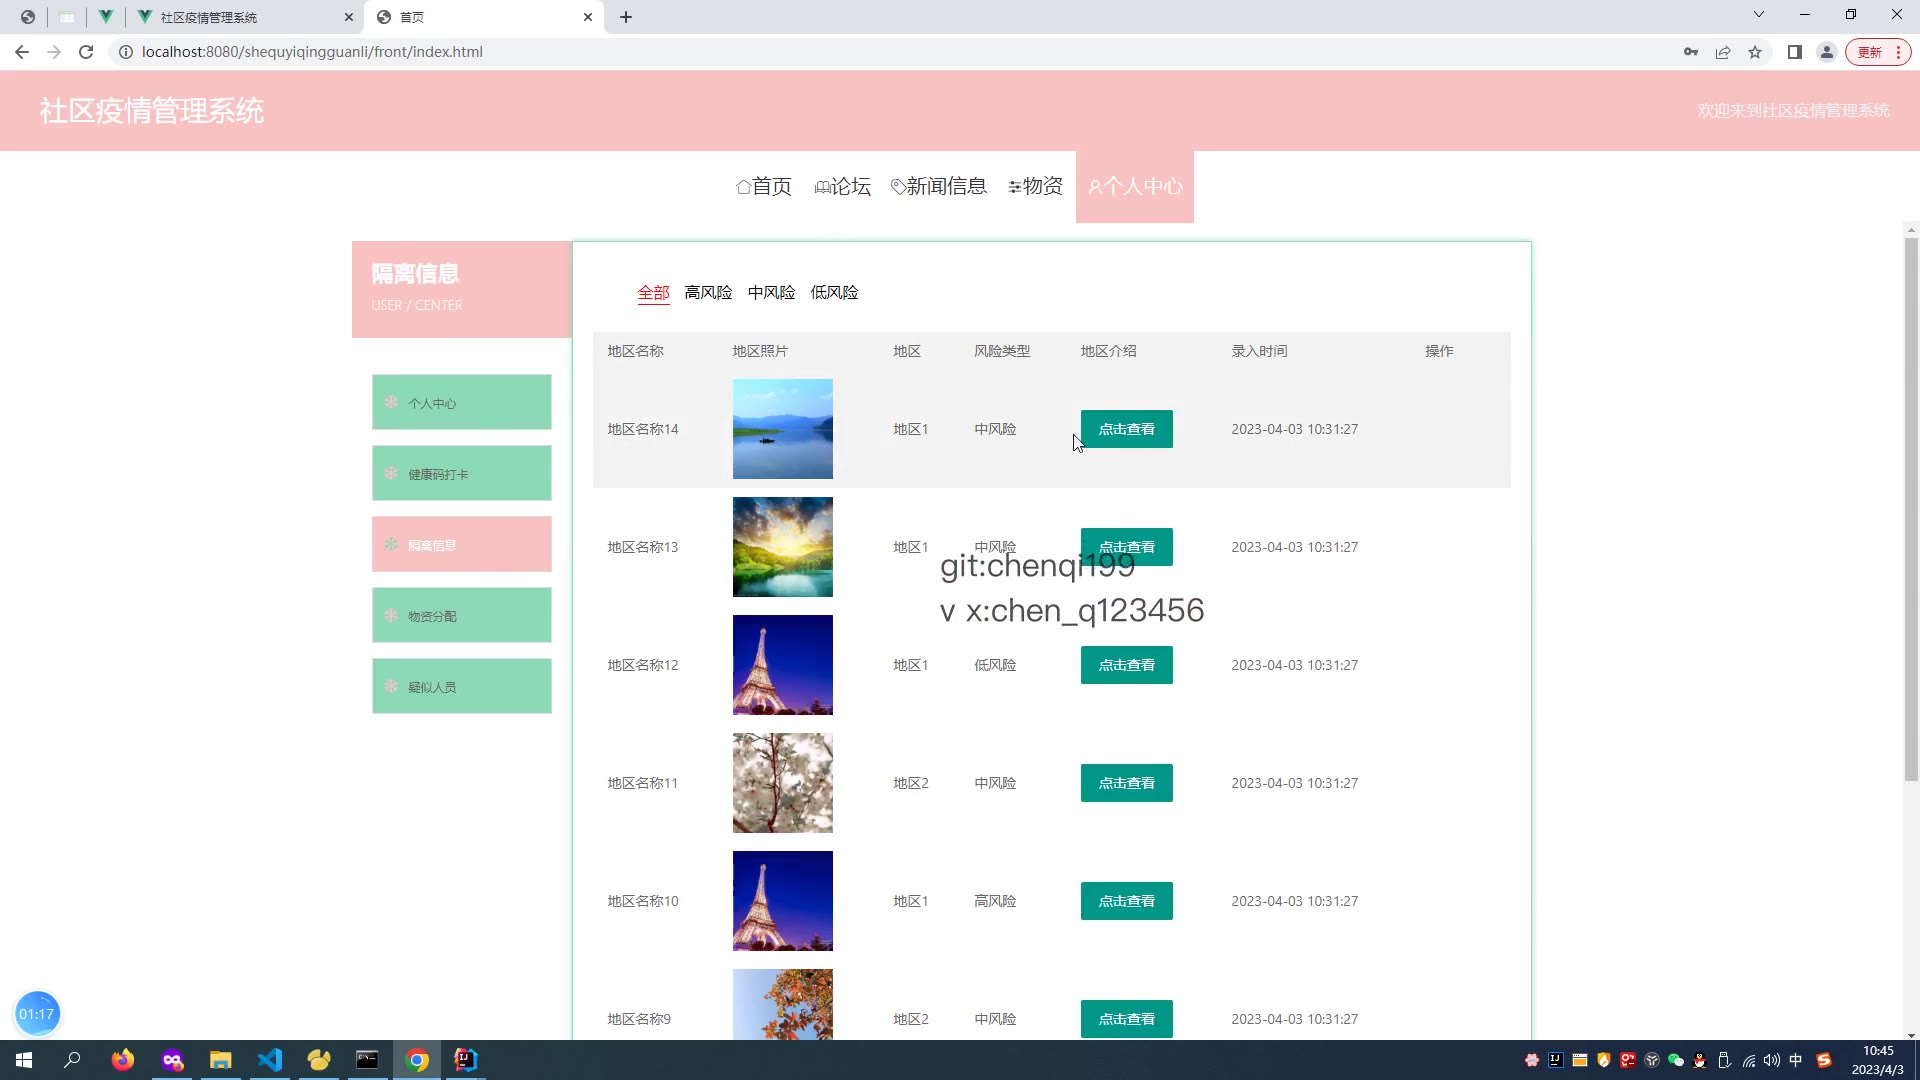 社区疫情管理系统
首页
localhost:8080/shequyiqingguanli/front/index.html
更新
社区疫情管理系统
欢迎来到社区疫情管理系统
首页
论坛
新闻信息
物资
个人中心
隔离信息
USER / CENTER
个人中心
健康码打卡
隔离信息
物资分配
疑似人员
全部 高风险 中风险 低风险
地区名称 地区照片 地区 风险类型 地区介绍 录入时间 操作
地区名称14 地区1 中风险 点击查看 2023-04-03 10:31:27
地区名称13 地区1 中风险 点击查看 2023-04-03 10:31:27
git:chenqi199
v x:chen_q123456
地区名称12 地区1 低风险 点击查看 2023-04-03 10:31:27
地区名称11 地区2 中风险 点击查看 2023-04-03 10:31:27
地区名称10 地区1 高风险 点击查看 2023-04-03 10:31:27
地区名称9 地区2 中风险 点击查看 2023-04-03 10:31:27
01:17
中
10:45
2023/4/3